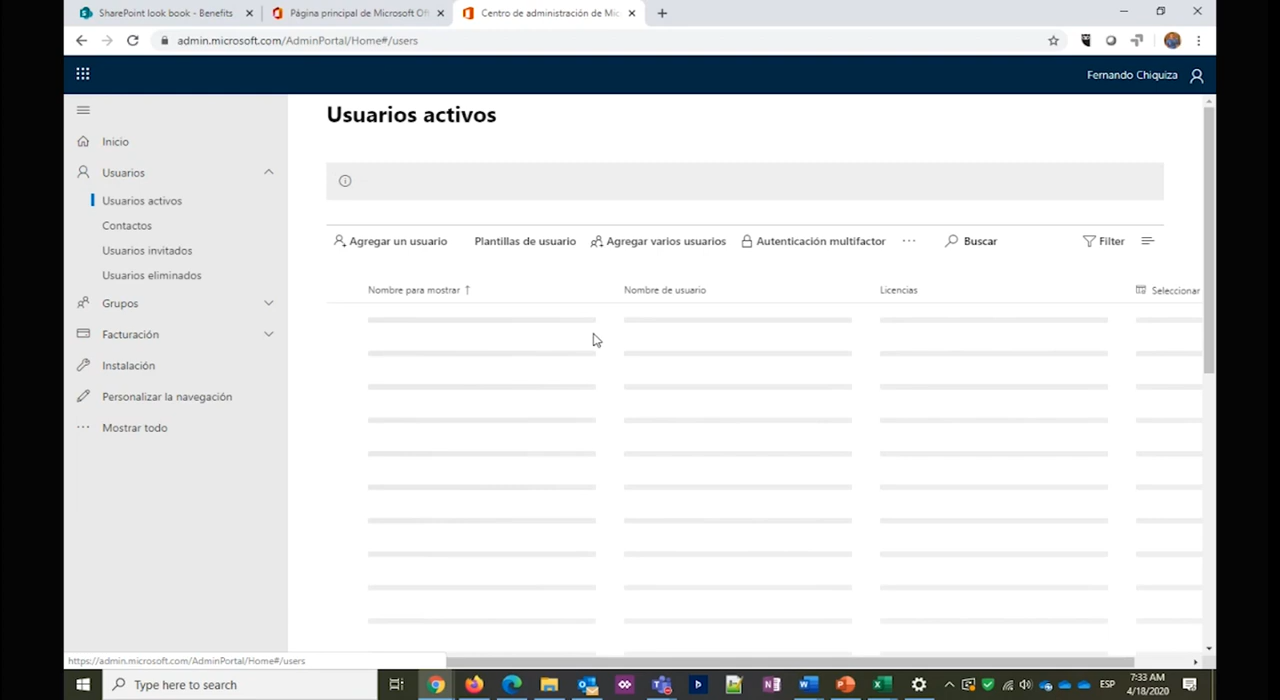 SharePoint look book - Benefits
Página principal de Microsoft Off
Centro de administración de Mic
admin.microsoft.com/AdminPortal/Home#/users
Fernando Chiquiza
Usuarios activos
Inicio
Usuarios
Usuarios activos
Contactos
Usuarios invitados
Usuarios eliminados
Grupos
Facturación
Instalación
Personalizar la navegación
Mostrar todo
Agregar un usuario
Plantillas de usuario
Agregar varios usuarios
Autenticación multifactor
Buscar
Filter
Nombre para mostrar ↑
Nombre de usuario
Licencias
Seleccionar
https://admin.microsoft.com/AdminPortal/Home#/users
Type here to search
ESP
7:33 AM
4/18/2020